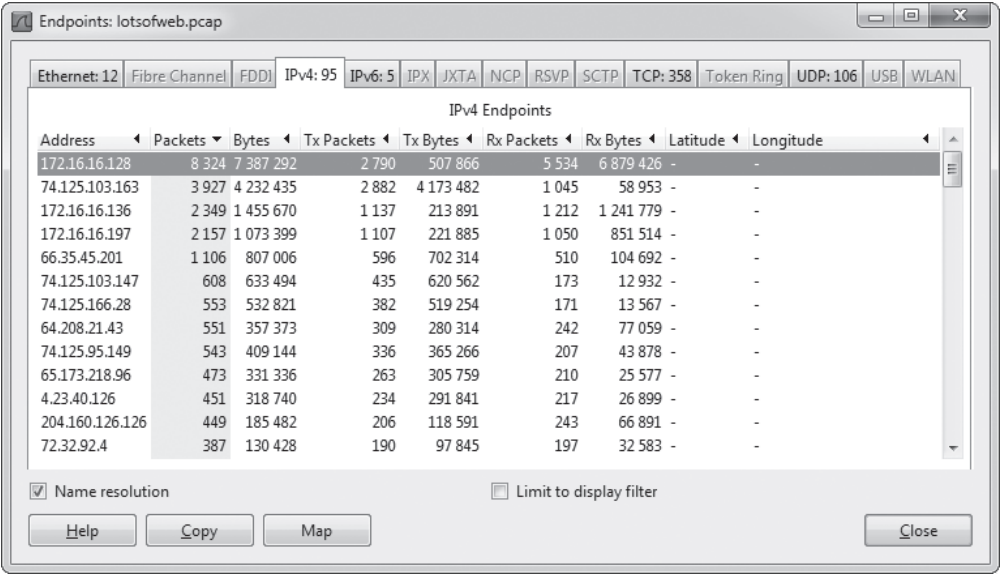 Endpoints: lotsofweb.pcap
Ethernet: 12 Fibre Channel FDDI IPv4: 95 IPv6: 5 IPX JXTA NCP RSVP SCTP TCP: 358 Token Ring UDP: 106 USB WLAN
IPv4 Endpoints
Address Packets Bytes Tx Packets Tx Bytes Rx Packets Rx Bytes Latitude Longitude
172.16.16.128 8 324 7 387 292 2 790 507 866 5 534 6 879 426 - -
74.125.103.163 3 927 4 232 435 2 882 4 173 482 1 045 58 953 - -
172.16.16.136 2 349 1 455 670 1 137 213 891 1 212 1 241 779 - -
172.16.16.197 2 157 1 073 399 1 107 221 885 1 050 851 514 - -
66.35.45.201 1 106 807 006 596 702 314 510 104 692 - -
74.125.103.147 608 633 494 435 620 562 173 12 932 - -
74.125.166.28 553 532 821 382 519 254 171 13 567 - -
64.208.21.43 551 357 373 309 280 314 242 77 059 - -
74.125.95.149 543 409 144 336 365 266 207 43 878 - -
65.173.218.96 473 331 336 263 305 759 210 25 577 - -
4.23.40.126 451 318 740 234 291 841 217 26 899 - -
204.160.126.126 449 185 482 206 118 591 243 66 891 - -
72.32.92.4 387 130 428 190 97 845 197 32 583 - -
Name resolution Limit to display filter
Help Copy Map Close